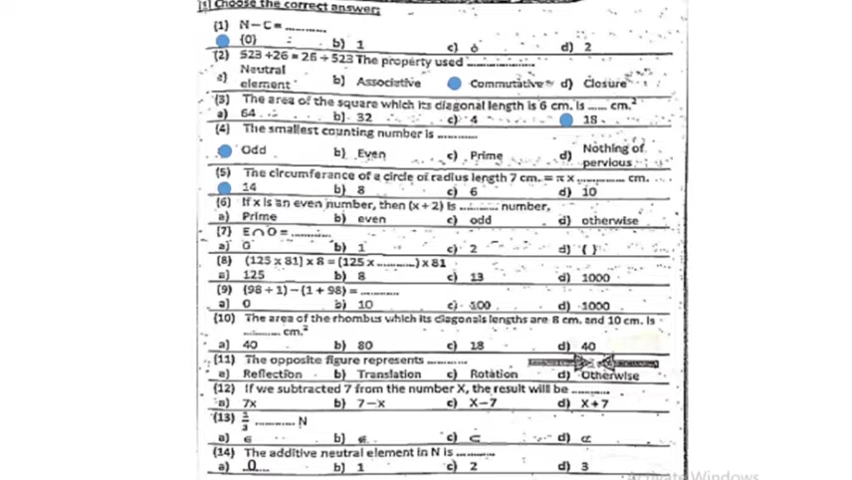 [1] Choose the correct answer:
(1) N – C = ............
{0} b) 1 c) 0 d) 2
(2) 523 +26 = 26 + 523 The property used ................
a) Neutral element b) Associative Commutative d) Closure
(3) The area of the square which its diagonal length is 6 cm. is ..... cm.²
a) 64 b) 32 c) 4 18
(4) The smallest counting number is ..........
Odd b) Even c) Prime d) Nothing of pervious
(5) The circumferance of a circle of radius length 7 cm. = π x ............ cm.
14 b) 8 c) 6 d) 10
(6) If x is an even number, then (x + 2) is .......... number,
a) Prime b) even c) odd d) otherwise
(7) E ∩ O = ..........
a) 0 b) 1 c) 2 d) { }
(8) (125 x 81) x 8 = (125 x ..........) x 81
a) 125 b) 8 c) 13 d) 1000
(9) (98 + 1) – (1 + 98) = ..........
a) 0 b) 10 c) 100 d) 1000
(10) The area of the rhombus which its diagonals lengths are 8 cm. and 10 cm. is
.......... cm.²
a) 40 b) 80 c) 18 d) 40
(11) The opposite figure represents ..........
a) Reflection b) Translation c) Rotation d) Otherwise
(12) If we subtracted 7 from the number X, the result will be ..........
a) 7x b) 7 – x c) X – 7 d) X + 7
(13) 1/3 .......... N
a) ∈ b) ∉ c) ⊂ d) ⊄
(14) The additive neutral element in N is ..........
a) 0 b) 1 c) 2 d) 3
Activate Windows